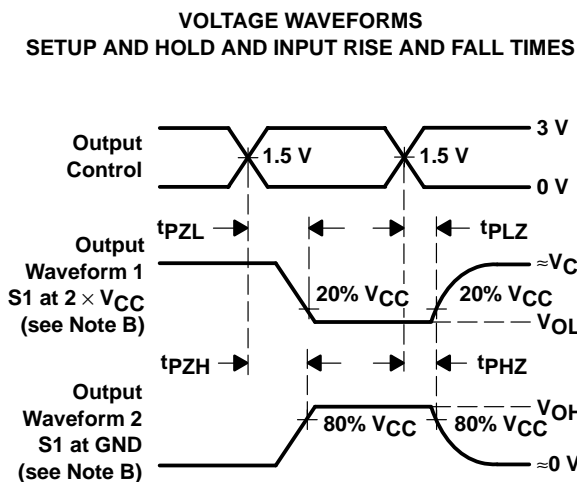 VOLTAGE WAVEFORMS
SETUP AND HOLD AND INPUT RISE AND FALL TIMES
Output
Control
1.5 V
1.5 V
3 V
0 V
tPZL
tPLZ
Output
Waveform 1
S1 at 2 × VCC
(see Note B)
20% VCC
20% VCC
≈VC
VOL
tPZH
tPHZ
Output
Waveform 2
S1 at GND
(see Note B)
80% VCC
80% VCC
VOH
≈0 V